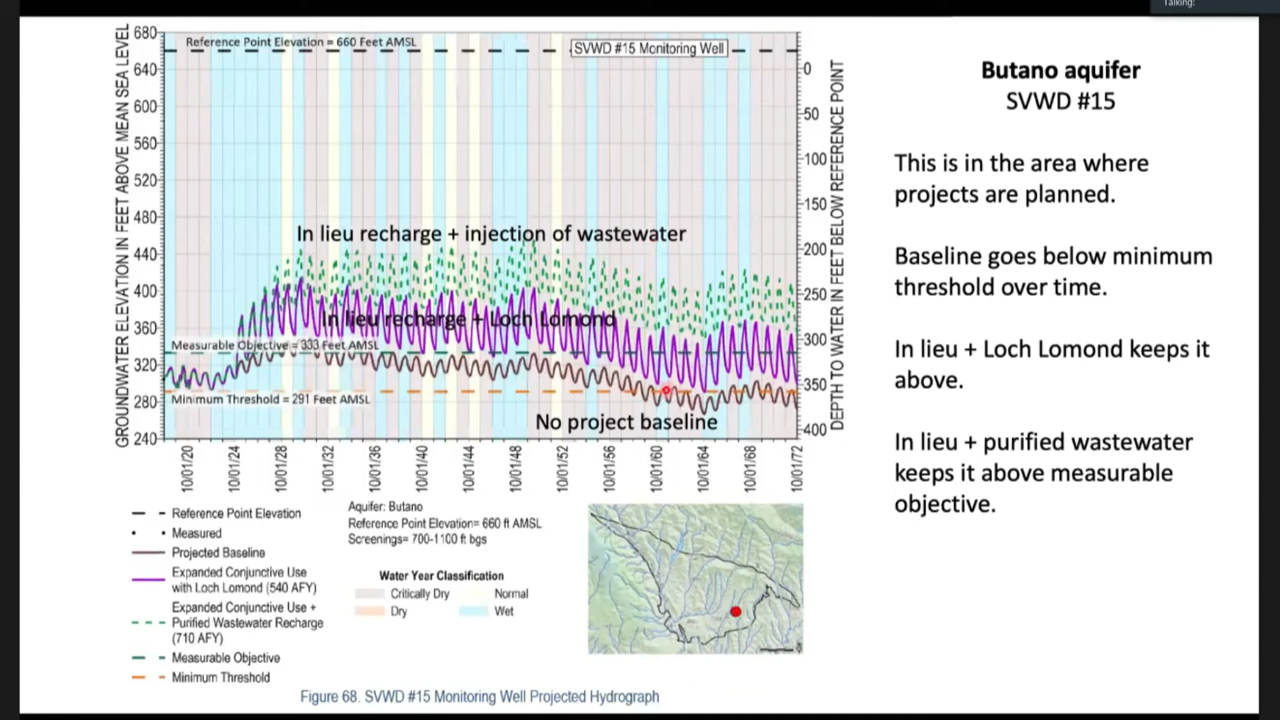 Talking:
Reference Point Elevation = 660 Feet AMSL
SVWD #15 Monitoring Well
GROUNDWATER ELEVATION IN FEET ABOVE MEAN SEA LEVEL
680
640
600
560
520
480
440
400
360
320
280
240
In lieu recharge + injection of wastewater
In lieu recharge + Loch Lomond
Measurable Objective = 333 Feet AMSL
Minimum Threshold = 291 Feet AMSL
No project baseline
0
50
100
150
200
250
300
350
400
DEPTH TO WATER IN FEET BELOW REFERENCE POINT
10/01/20
10/01/24
10/01/28
10/01/32
10/01/36
10/01/40
10/01/44
10/01/48
10/01/52
10/01/56
10/01/60
10/01/64
10/01/68
10/01/72
Reference Point Elevation
Measured
Projected Baseline
Expanded Conjunctive Use
with Loch Lomond (540 AFY)
Expanded Conjunctive Use +
Purified Wastewater Recharge
(710 AFY)
Measurable Objective
Minimum Threshold
Aquifer: Butano
Reference Point Elevation= 660 ft AMSL
Screenings= 700-1100 ft bgs
Water Year Classification
Critically Dry
Normal
Dry
Wet
Figure 68. SVWD #15 Monitoring Well Projected Hydrograph
Butano aquifer
SVWD #15
This is in the area where
projects are planned.
Baseline goes below minimum
threshold over time.
In lieu + Loch Lomond keeps it
above.
In lieu + purified wastewater
keeps it above measurable
objective.